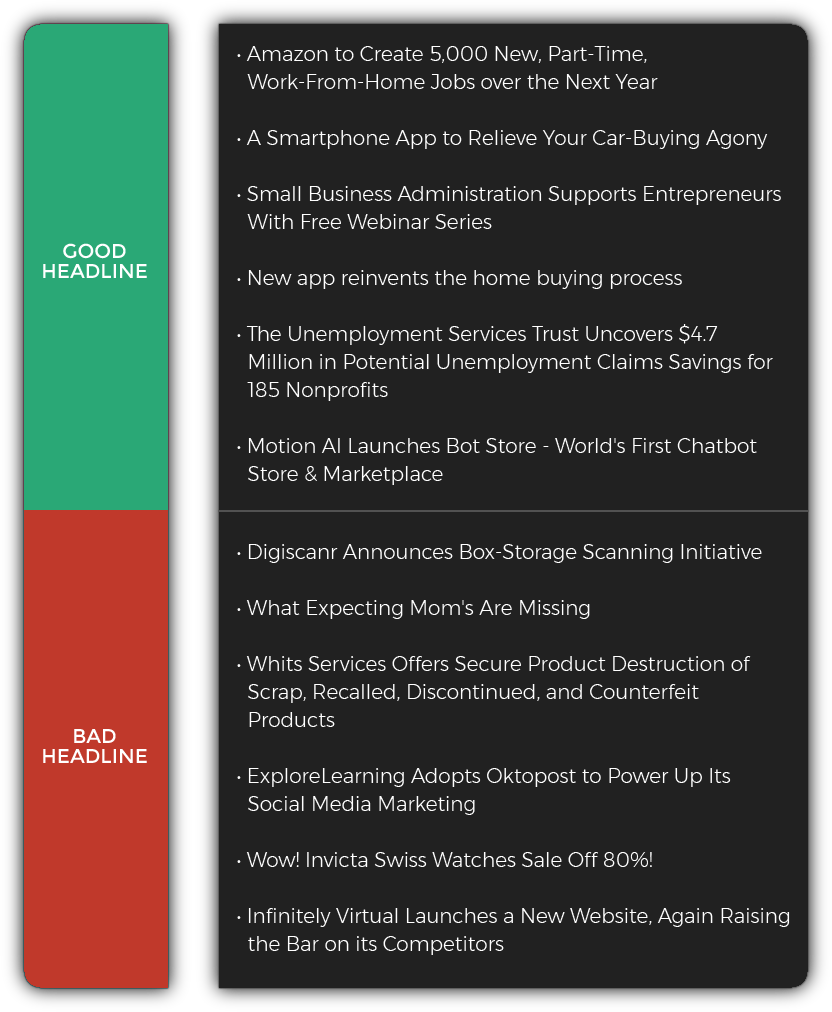 GOOD
HEADLINE
• Amazon to Create 5,000 New, Part-Time,
Work-From-Home Jobs over the Next Year
• A Smartphone App to Relieve Your Car-Buying Agony
• Small Business Administration Supports Entrepreneurs
With Free Webinar Series
• New app reinvents the home buying process
• The Unemployment Services Trust Uncovers $4.7
Million in Potential Unemployment Claims Savings for
185 Nonprofits
• Motion AI Launches Bot Store - World's First Chatbot
Store & Marketplace
BAD
HEADLINE
• Digiscanr Announces Box-Storage Scanning Initiative
• What Expecting Mom's Are Missing
• Whits Services Offers Secure Product Destruction of
Scrap, Recalled, Discontinued, and Counterfeit
Products
• ExploreLearning Adopts Oktopost to Power Up Its
Social Media Marketing
• Wow! Invicta Swiss Watches Sale Off 80%!
• Infinitely Virtual Launches a New Website, Again Raising
the Bar on its Competitors